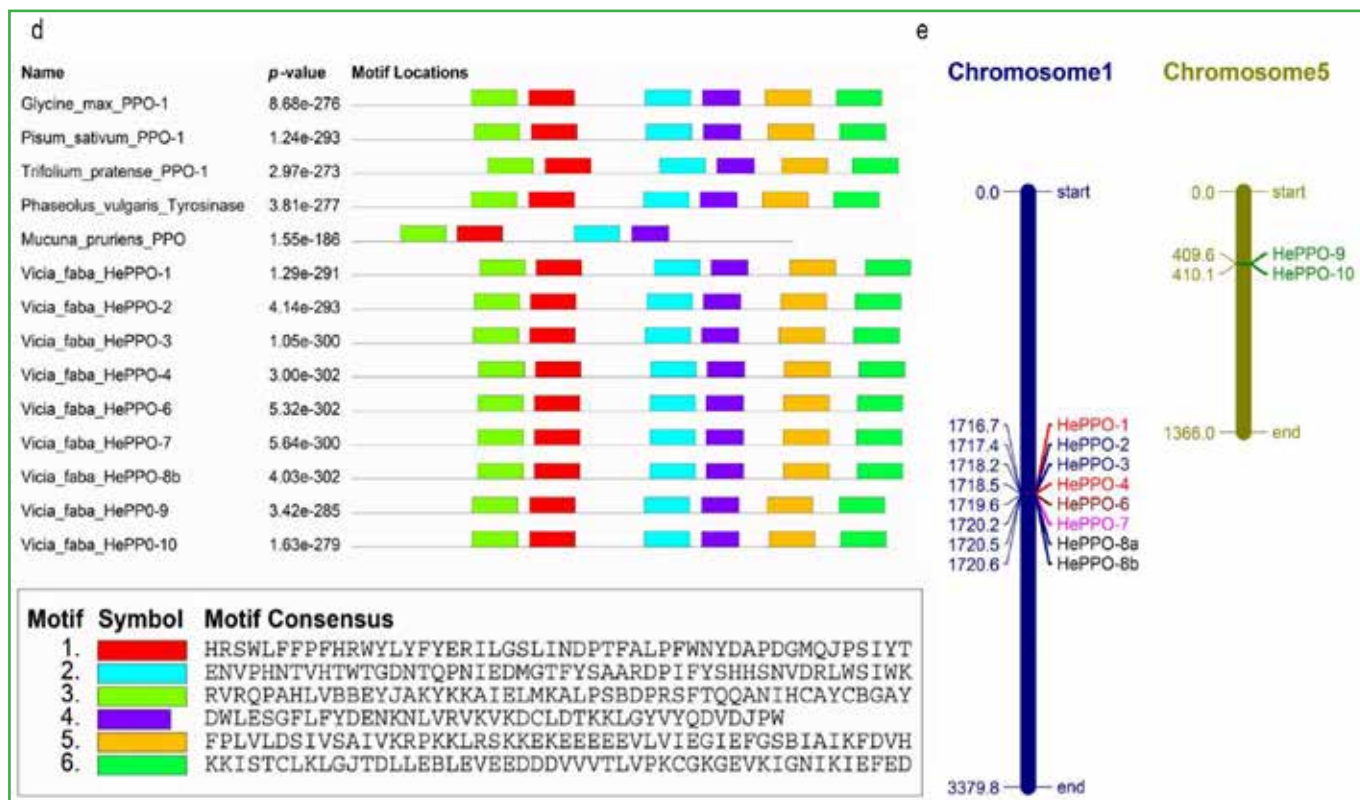 d
Name p-value Motif Locations
Glycine_max_PPO-1 8.68e-276
Pisum_sativum_PPO-1 1.24e-293
Trifolium_pratense_PPO-1 2.97e-273
Phaseolus_vulgaris_Tyrosinase 3.81e-277
Mucuna_pruriens_PPO 1.55e-186
Vicia_faba_HePPO-1 1.29e-291
Vicia_faba_HePPO-2 4.14e-293
Vicia_faba_HePPO-3 1.05e-300
Vicia_faba_HePPO-4 3.00e-302
Vicia_faba_HePPO-6 5.32e-302
Vicia_faba_HePPO-7 5.64e-300
Vicia_faba_HePPO-8b 4.03e-302
Vicia_faba_HePP0-9 3.42e-285
Vicia_faba_HePP0-10 1.63e-279
Motif Symbol Motif Consensus
1. HRSWLFFPFHRWYLYFYERILGSLINDPTFALPFWNYDAPDGMQJPSIYT
2. ENVPHNTVHTWTGDNTQPNIEDMGTFYSAARDPIFYSHHSNVDRLWSIWK
3. RVRQPAHLVBBEYJAKYKKAIELMKALPSBDPRSFTQQANIHCAYCBGAY
4. DWLESGFLFYDENKNLVRVKVKDCLDTKKLGYVYQDVDJPW
5. FPLVLDSIVSAIVKRPKKLRSKKEKEEEEEVLVIEGIEFGSBIAIKFDVH
6. KKISTCLKLGJTDLLEBLEVEEDDDVVVTLVPKCGKGEVKIGNIKIEFED
e
Chromosome1 Chromosome5
0.0 start
1716.7 HePPO-1
1717.4 HePPO-2
1718.2 HePPO-3
1718.5 HePPO-4
1719.6 HePPO-6
1720.2 HePPO-7
1720.5 HePPO-8a
1720.6 HePPO-8b
3379.8 end
0.0 start
409.6 HePPO-9
410.1 HePPO-10
1366.0 end